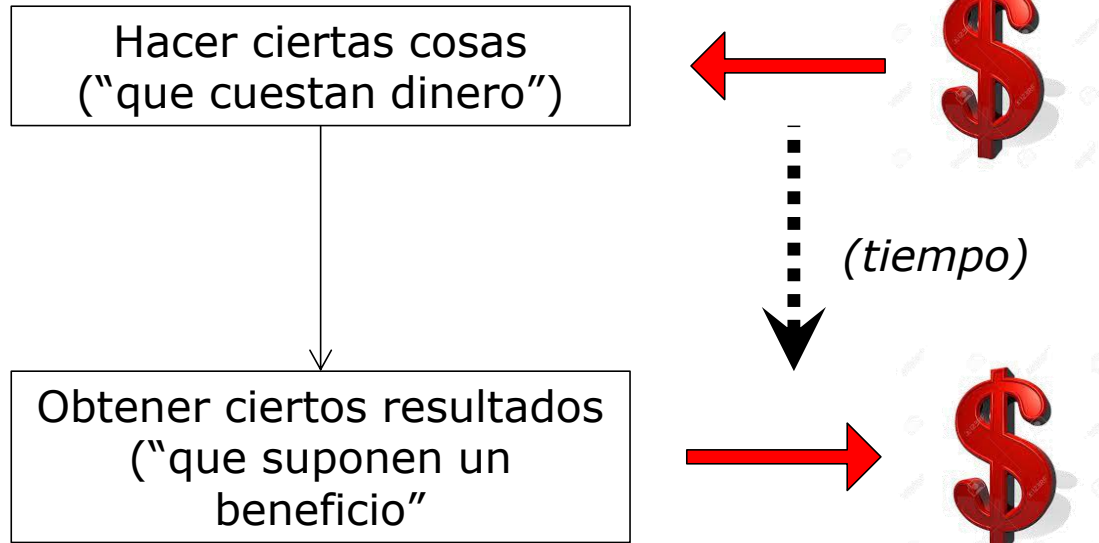 Hacer ciertas cosas
(“que cuestan dinero”)
(tiempo)
Obtener ciertos resultados
(“que suponen un
beneficio”